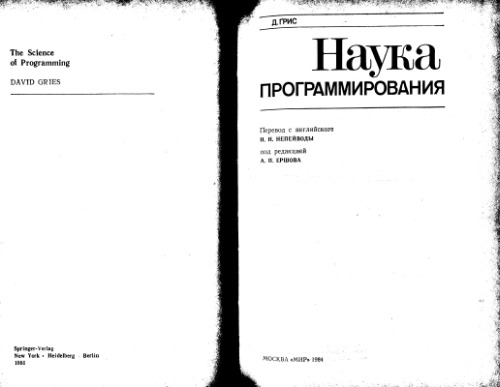 The Science
of Programming
DAVID GRIES
Springer-Verlag
New York - Heidelberg Berlin
1981
Д. ГРИС
Наука
ПРОГРАММИРОВАНИЯ
Перевод с английского
Н. Н. НЕПЕЙВОДЫ
под редакцией
А. П. ЕРШОВА
МОСКВА «МИР» 1984